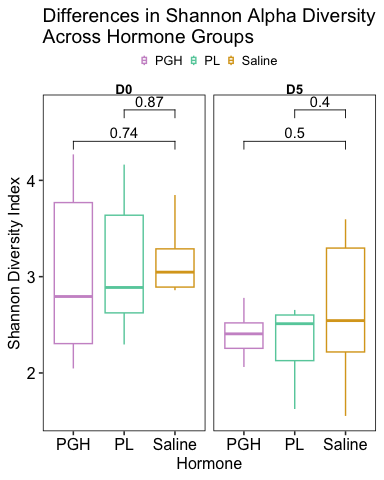 Differences in Shannon Alpha Diversity
Across Hormone Groups
PGH PL Saline
D0 D5
0.87 0.4
0.74 0.5
Shannon Diversity Index
4
3
2
PGH PL Saline PGH PL Saline
Hormone